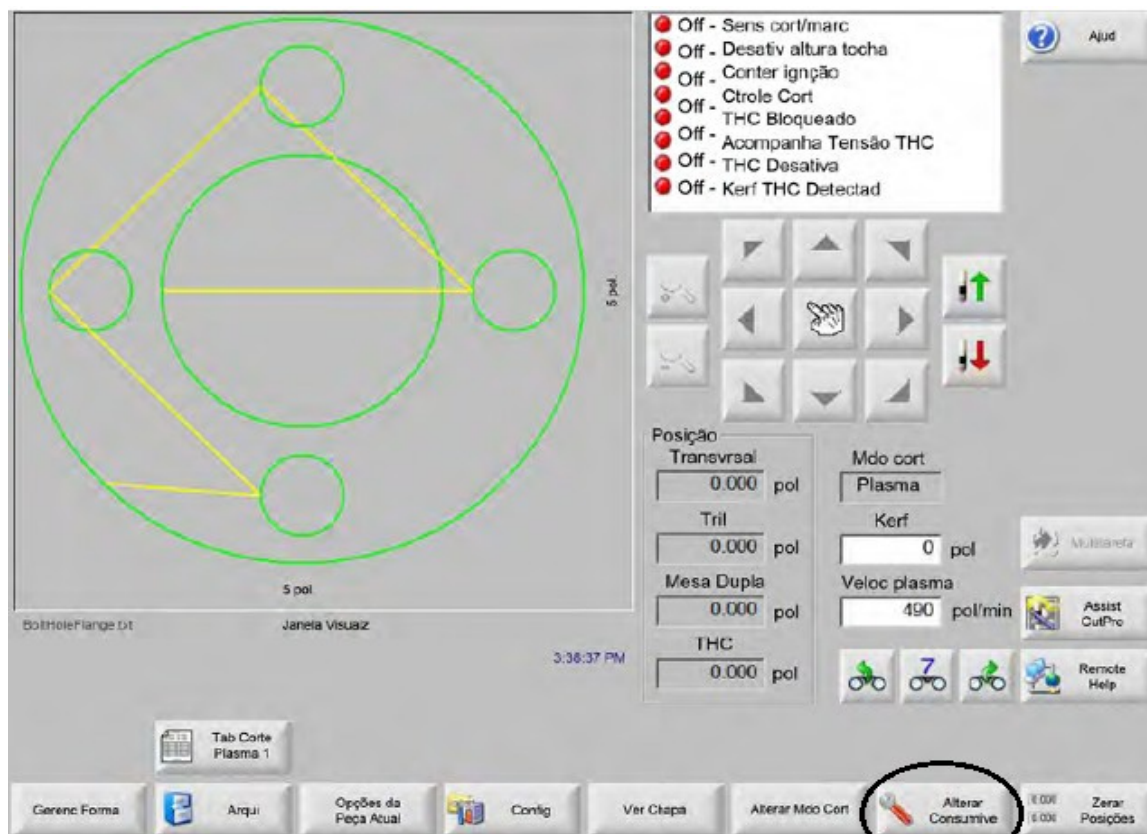 Off - Sens cort/marc
Off - Desativ altura tocha
Off - Conter ignção
Off - Ctrole Cort
Off - THC Bloqueado
Off - Acompanha Tensão THC
Off - THC Desativa
Off - Kerf THC Detectad
Ajud
5 pol.
5 pol
BoltHoleFlange.txt
Janela Visualz
3:38:37 PM
Posição
Transvrsal
0.000 pol
Tril
0.000 pol
Mesa Dupla
0.000 pol
THC
0.000 pol
Mdo cort
Plasma
Kerf
0 pol
Veloc plasma
490 pol/min
7
Multitarefa
Assist
CutPro
Remote
Help
Tab Corte
Plasma 1
Gerenc Forma
Arqui
Opções da
Peça Atual
Config
Ver Chapa
Alterar Mdo Cort
Alterar
Consumive
0.000
0.000
Zerar
Posições